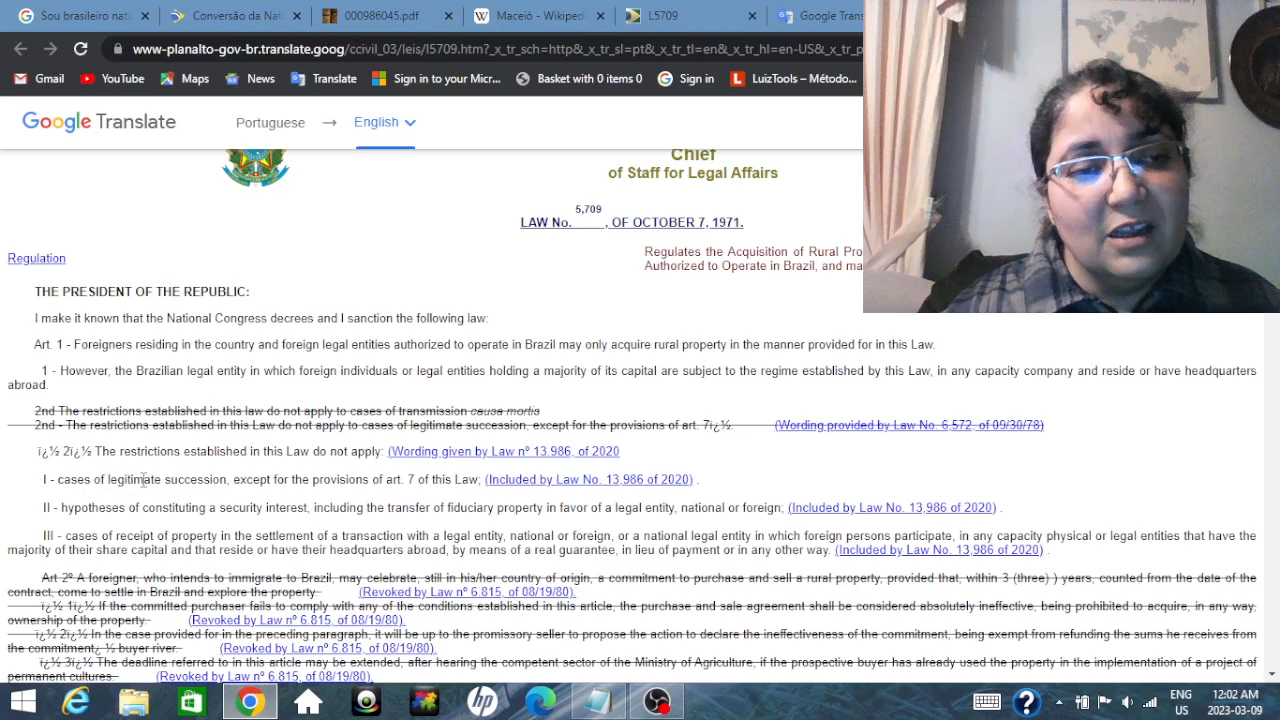 Sou brasileiro nat
Conversão da Nat
000986045.pdf
Maceió - Wikiped
L5709
Google Transla
www-planalto-gov-br.translate.goog/ccivil_03/leis/l5709.htm?_x_tr_sch=http&_x_tr_sl=pt&_x_tr_tl=en&_x_tr_hl=en-US&_x_tr_p
Gmail
YouTube
Maps
News
Translate
Sign in to your Micr...
Basket with 0 items 0
Sign in
LuizTools – Método...
Google Translate
Portuguese → English
Chief
of Staff for Legal Affairs
5,709
LAW No. , OF OCTOBER 7, 1971.
Regulation
Regulates the Acquisition of Rural Pro
Authorized to Operate in Brazil, and ma
THE PRESIDENT OF THE REPUBLIC:
I make it known that the National Congress decrees and I sanction the following law:
Art. 1 - Foreigners residing in the country and foreign legal entities authorized to operate in Brazil may only acquire rural property in the manner provided for in this Law.
1 - However, the Brazilian legal entity in which foreign individuals or legal entities holding a majority of its capital are subject to the regime established by this Law, in any capacity company and reside or have headquarters
abroad.
2nd The restrictions established in this law do not apply to cases of transmission causa mortis
2nd - The restrictions established in this Law do not apply to cases of legitimate succession, except for the provisions of art. 7ï¿½. (Wording provided by Law No. 6,572, of 09/30/78)
ï¿½ 2ï¿½ The restrictions established in this Law do not apply: (Wording given by Law nº 13.986, of 2020
I - cases of legitimate succession, except for the provisions of art. 7 of this Law; (Included by Law No. 13,986 of 2020) .
II - hypotheses of constituting a security interest, including the transfer of fiduciary property in favor of a legal entity, national or foreign; (Included by Law No. 13,986 of 2020) .
III - cases of receipt of property in the settlement of a transaction with a legal entity, national or foreign, or a national legal entity in which foreign persons participate, in any capacity physical or legal entities that have the
majority of their share capital and that reside or have their headquarters abroad, by means of a real guarantee, in lieu of payment or in any other way. (Included by Law No. 13,986 of 2020) .
Art 2º A foreigner, who intends to immigrate to Brazil, may celebrate, still in his/her country of origin, a commitment to purchase and sell a rural property, provided that, within 3 (three) ) years, counted from the date of the
contract, come to settle in Brazil and explore the property. (Revoked by Law nº 6.815, of 08/19/80).
ï¿½ 1ï¿½ If the committed purchaser fails to comply with any of the conditions established in this article, the purchase and sale agreement shall be considered absolutely ineffective, being prohibited to acquire, in any way,
ownership of the property. (Revoked by Law nº 6.815, of 08/19/80).
ï¿½ 2ï¿½ In the case provided for in the preceding paragraph, it will be up to the promissory seller to propose the action to declare the ineffectiveness of the commitment, being exempt from refunding the sums he receives from
the commitment¿ ½ buyer river. (Revoked by Law nº 6.815, of 08/19/80).
ï¿½ 3ï¿½ The deadline referred to in this article may be extended, after hearing the competent sector of the Ministry of Agriculture, if the prospective buyer has already used the property in the implementation of a project of
permanent cultures. (Revoked by Law nº 6.815, of 08/19/80).
ENG
US
12:02 AM
2023-03-09